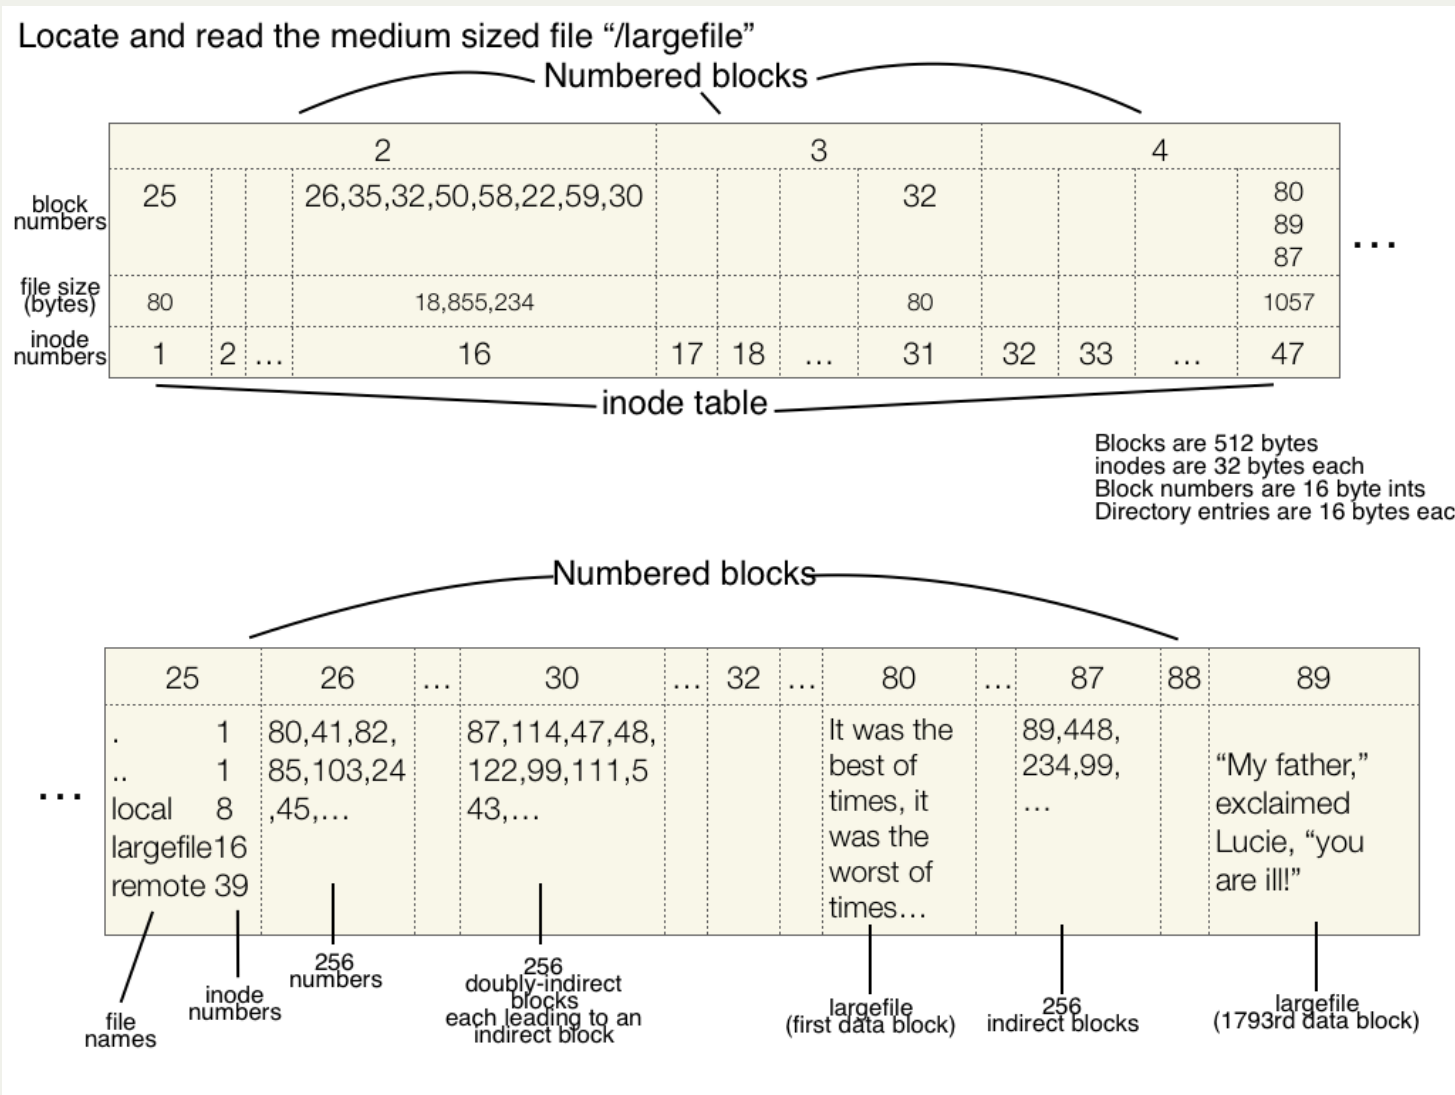 Locate and read the medium sized file “/largefile”
Numbered blocks
2 3 4
block
numbers
25 26,35,32,50,58,22,59,30 32 80
89
87
...
file size
(bytes)
80 18,855,234 80 1057
inode
numbers
1 2 ... 16 17 18 ... 31 32 33 ... 47
inode table
Blocks are 512 bytes
inodes are 32 bytes each
Block numbers are 16 byte ints
Directory entries are 16 bytes eac
Numbered blocks
25 26 ... 30 ... 32 ... 80 ... 87 88 89
...
. 1
.. 1
local 8
largefile16
remote 39
80,41,82,
85,103,24
,45,...
87,114,47,48,
122,99,111,5
43,...
It was the
best of
times, it
was the
worst of
times...
89,448,
234,99,
...
“My father,”
exclaimed
Lucie, “you
are ill!”
file
names
inode
numbers
256
numbers
256
doubly-indirect
blocks
each leading to an
indirect block
largefile
(first data block)
256
indirect blocks
largefile
(1793rd data block)